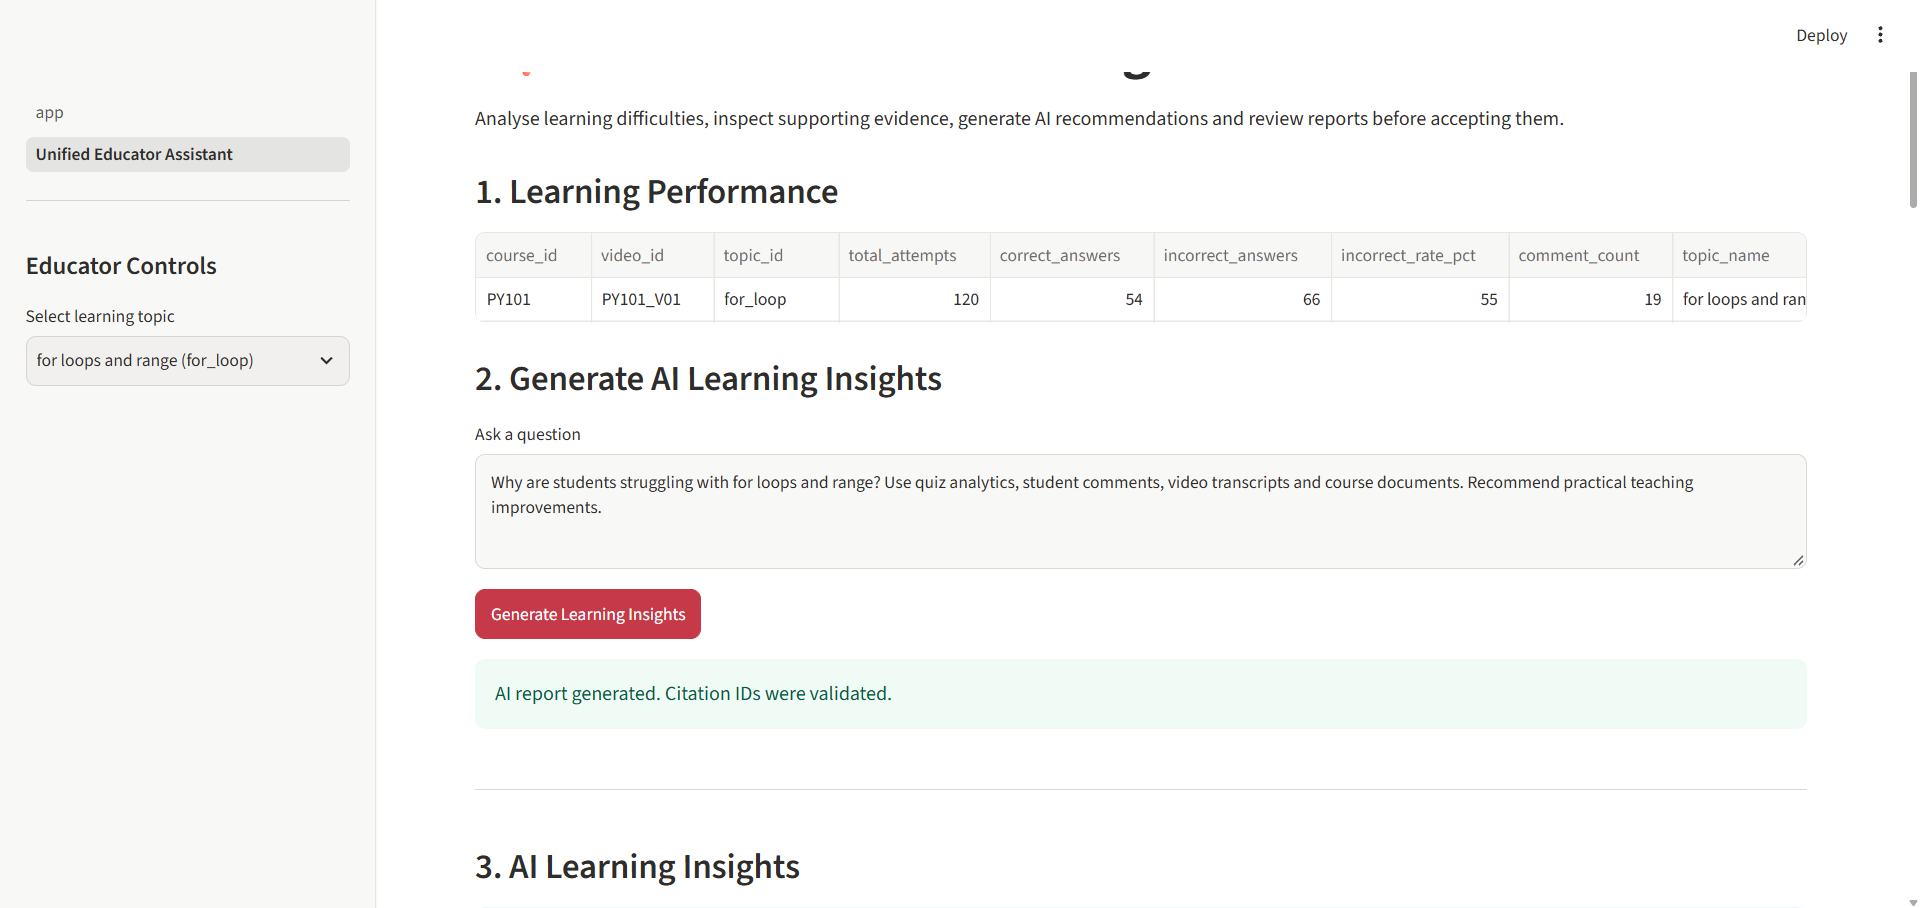 Deploy
app
Unified Educator Assistant
Educator Controls
Select learning topic
for loops and range (for_loop)
Analyse learning difficulties, inspect supporting evidence, generate AI recommendations and review reports before accepting them.
1. Learning Performance
course_id video_id topic_id total_attempts correct_answers incorrect_answers incorrect_rate_pct comment_count topic_name
PY101 PY101_V01 for_loop 120 54 66 55 19 for loops and ran
2. Generate AI Learning Insights
Ask a question
Why are students struggling with for loops and range? Use quiz analytics, student comments, video transcripts and course documents. Recommend practical teaching
improvements.
Generate Learning Insights
AI report generated. Citation IDs were validated.
3. AI Learning Insights